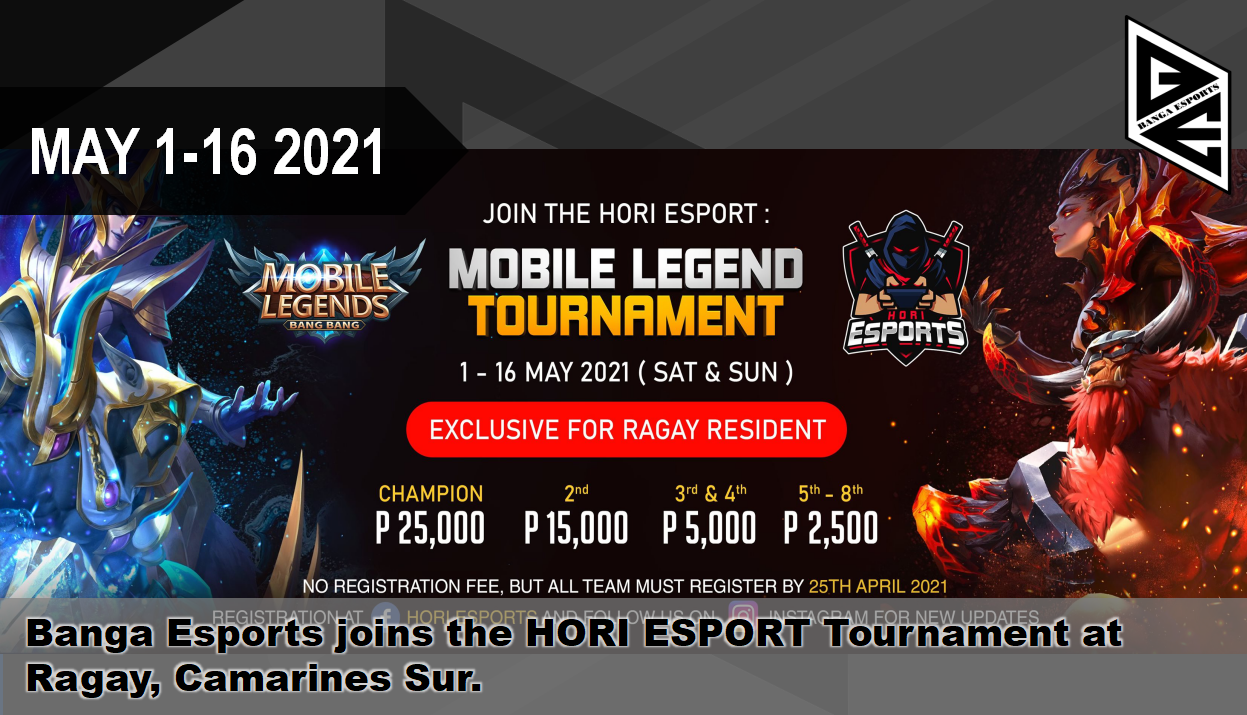 BANGA ESPORTS
MAY 1-16 2021
JOIN THE HORI ESPORT :
MOBILE LEGENDS
BANG BANG
MOBILE LEGEND
TOURNAMENT
HORI
ESPORTS
1 - 16 MAY 2021 ( SAT & SUN )
EXCLUSIVE FOR RAGAY RESIDENT
CHAMPION 2nd 3rd & 4th 5th - 8th
P 25,000 P 15,000 P 5,000 P 2,500
NO REGISTRATION FEE, BUT ALL TEAM MUST REGISTER BY 25TH APRIL 2021
REGISTRATION AT HORI ESPORTS AND FOLLOW US ON INSTAGRAM FOR NEW UPDATES
Banga Esports joins the HORI ESPORT Tournament at
Ragay, Camarines Sur.